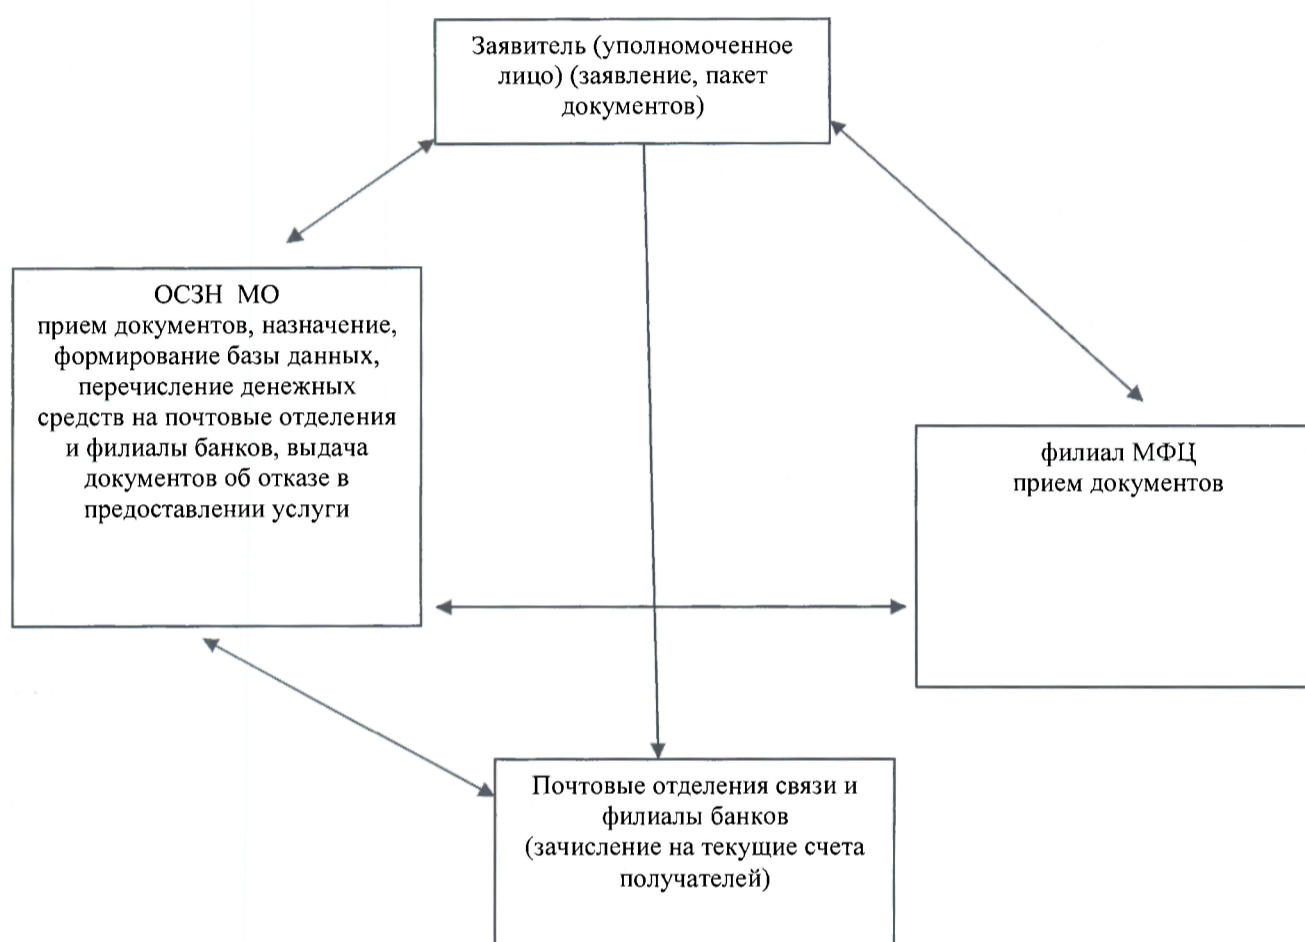 Заявитель (уполномоченное
лицо) (заявление, пакет
документов)
ОСЗН  МО
прием документов, назначение,
формирование базы данных,
перечисление денежных
средств на почтовые отделения
и филиалы банков, выдача
документов об отказе в
предоставлении услуги
филиал МФЦ
прием документов
Почтовые отделения связи и
филиалы банков
(зачисление на текущие счета
получателей)